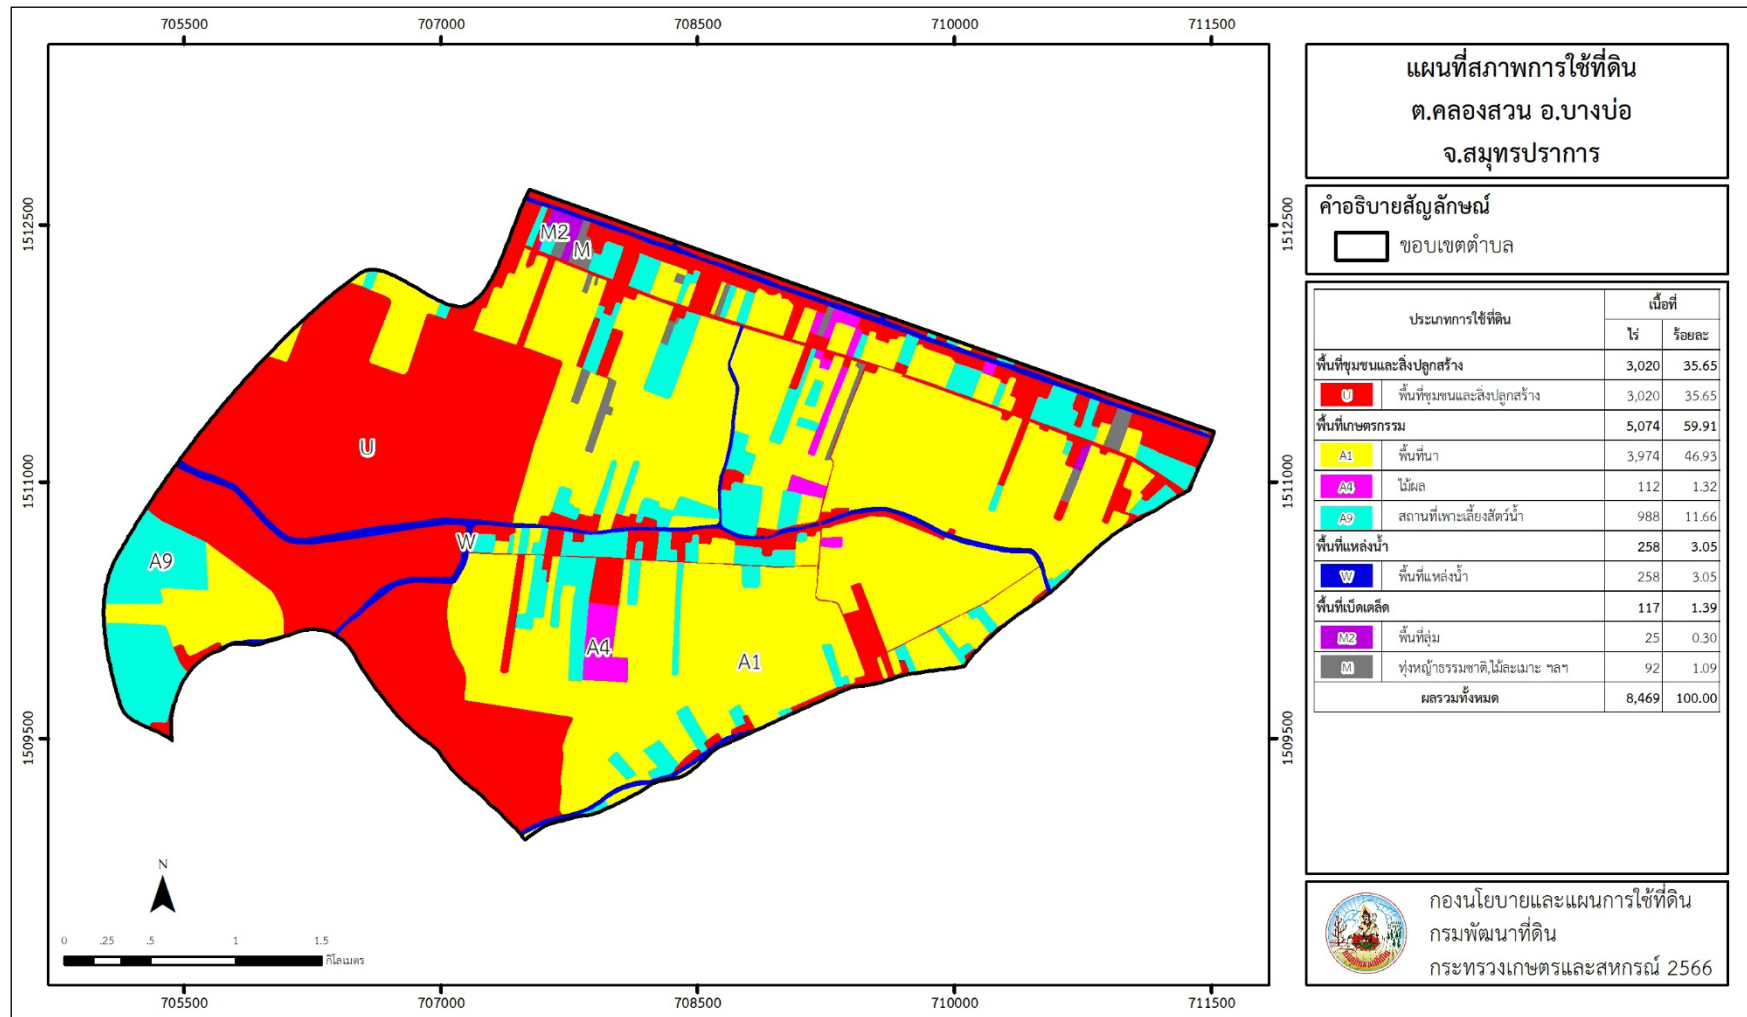 705500 707000 708500 710000 711500
1512500 1512500
1511000 1511000
1509500 1509500
705500 707000 708500 710000 711500
M2
M
U
W
A9
A4
A1
N
0 .25 .5 1 1.5
กิโลเมตร
แผนที่สภาพการใช้ที่ดิน
ต.คลองสวน อ.บางบ่อ
จ.สมุทรปราการ
คำอธิบายสัญลักษณ์
ขอบเขตตำบล
ประเภทการใช้ที่ดิน เนื้อที่
ไร่ ร้อยละ
พื้นที่ชุมชนและสิ่งปลูกสร้าง 3,020 35.65
U พื้นที่ชุมชนและสิ่งปลูกสร้าง 3,020 35.65
พื้นที่เกษตรกรรม 5,074 59.91
A1 พื้นที่นา 3,974 46.93
A4 ไม้ผล 112 1.32
A9 สถานที่เพาะเลี้ยงสัตว์น้ำ 988 11.66
พื้นที่แหล่งน้ำ 258 3.05
W พื้นที่แหล่งน้ำ 258 3.05
พื้นที่เบ็ดเตล็ด 117 1.39
M2 พื้นที่ลุ่ม 25 0.30
M ทุ่งหญ้าธรรมชาติ,ไม้ละเมาะ ฯลฯ 92 1.09
ผลรวมทั้งหมด 8,469 100.00
กองนโยบายและแผนการใช้ที่ดิน
กรมพัฒนาที่ดิน
กระทรวงเกษตรและสหกรณ์ 2566